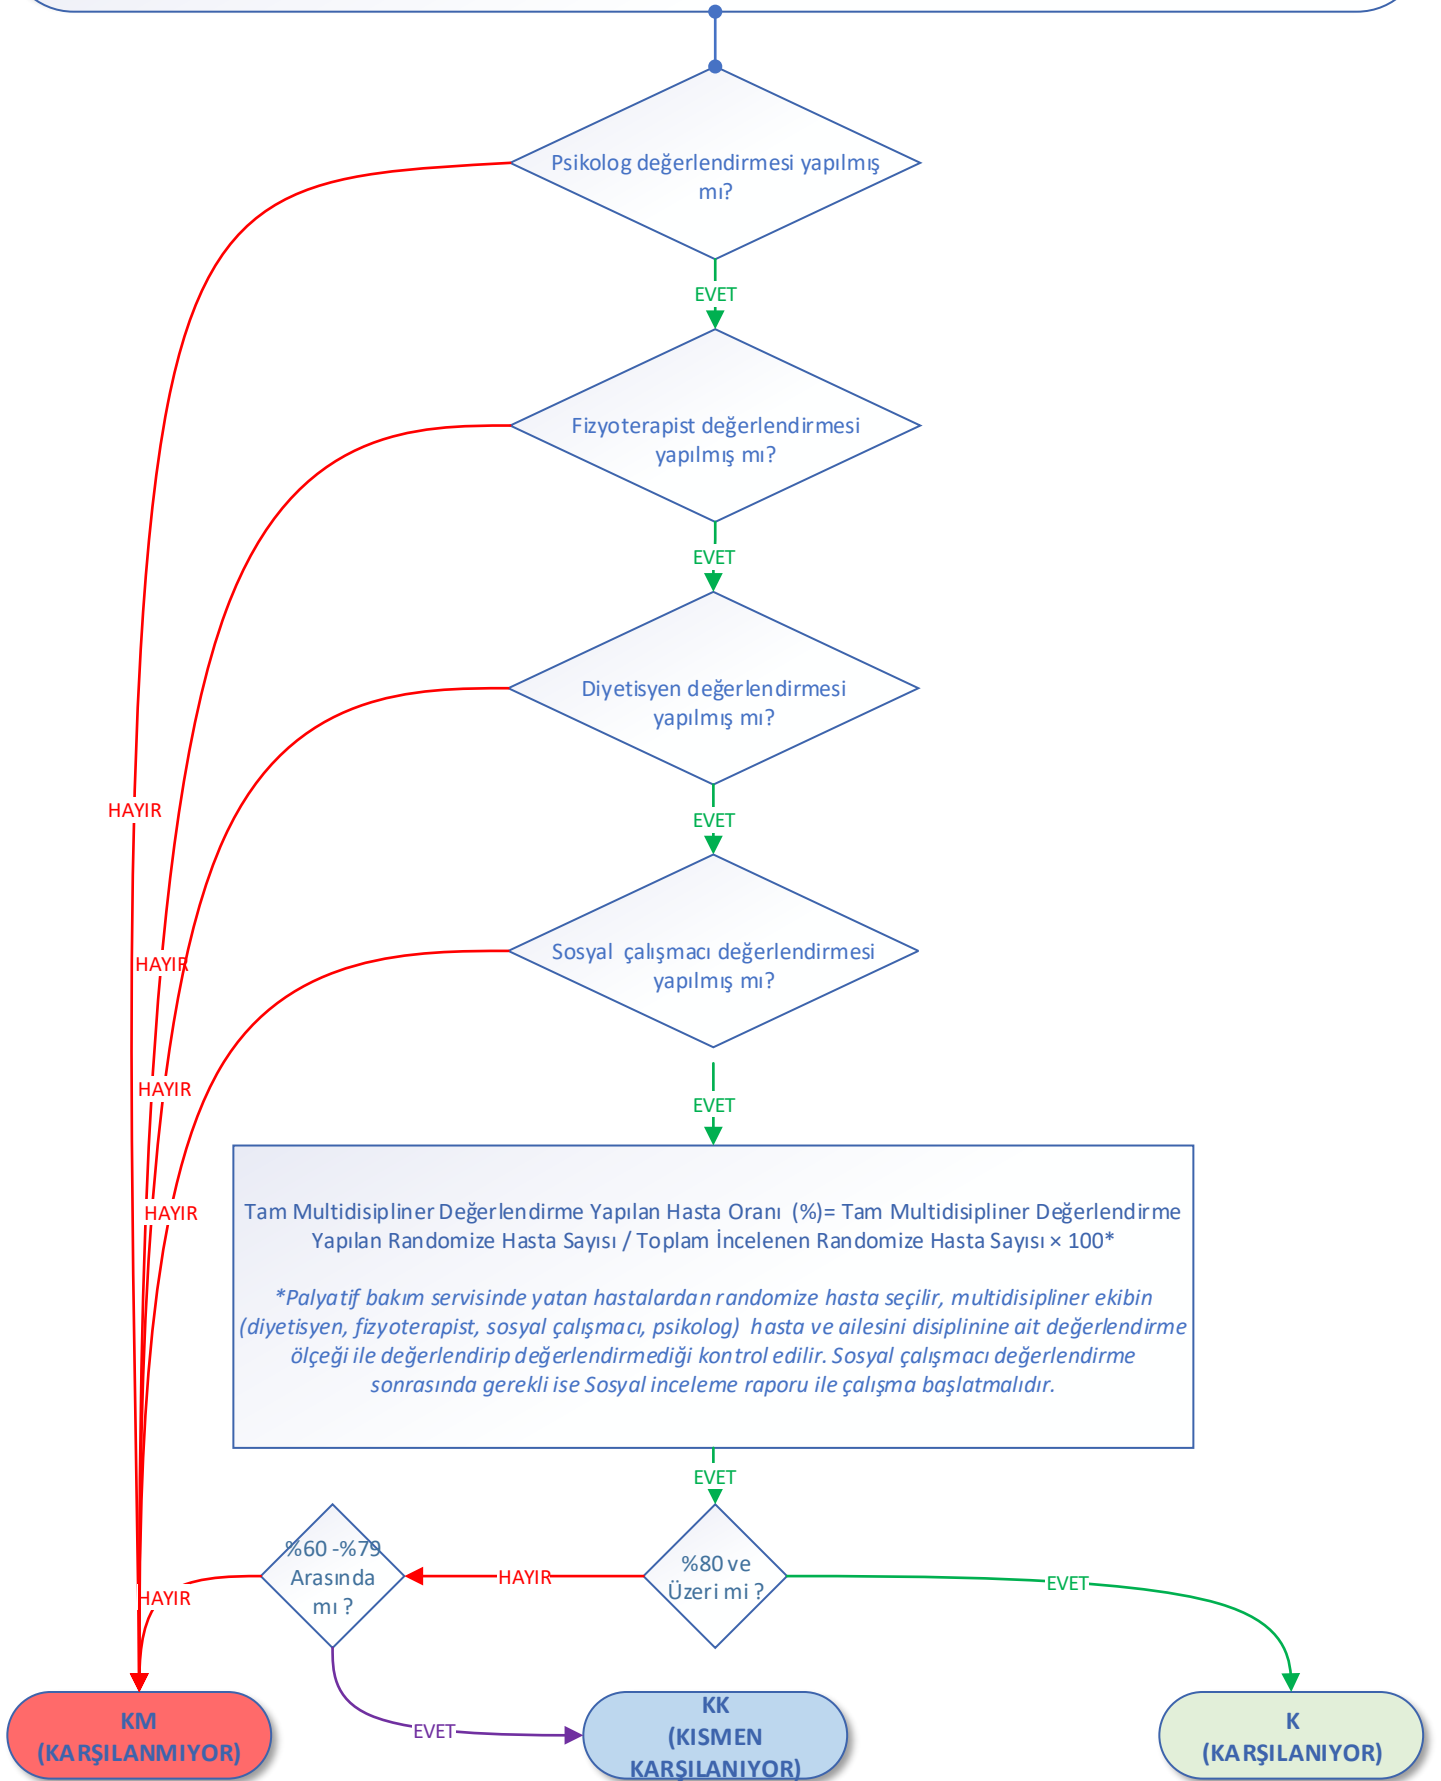 Psikolog değerlendirmesi yapılmış
mı?
EVET
Fizyoterapist değerlendirmesi
yapılmış mı?
EVET
Diyetisyen değerlendirmesi
yapılmış mı?
EVET
HAYIR
Sosyal çalışmacı değerlendirmesi
yapılmış mı?
HAYIR
HAYIR
EVET
HAYIR
Tam Multidisipliner Değerlendirme Yapılan Hasta Oranı (%)= Tam Multidisipliner Değerlendirme
Yapılan Randomize Hasta Sayısı / Toplam İncelenen Randomize Hasta Sayısı × 100*
*Palyatif bakım servisinde yatan hastalardan randomize hasta seçilir, multidisipliner ekibin
(diyetisyen, fizyoterapist, sosyal çalışmacı, psikolog) hasta ve ailesini disiplinine ait değerlendirme
ölçeği ile değerlendirip değerlendirmediği kontrol edilir. Sosyal çalışmacı değerlendirme
sonrasında gerekli ise Sosyal inceleme raporu ile çalışma başlatmalıdır.
EVET
%60 -%79
Arasında
mı ?
HAYIR
%80 ve
Üzeri mi ?
EVET
HAYIR
EVET
KM
(KARŞILANMIYOR)
KK
(KISMEN
KARŞILANIYOR)
K
(KARŞILANIYOR)